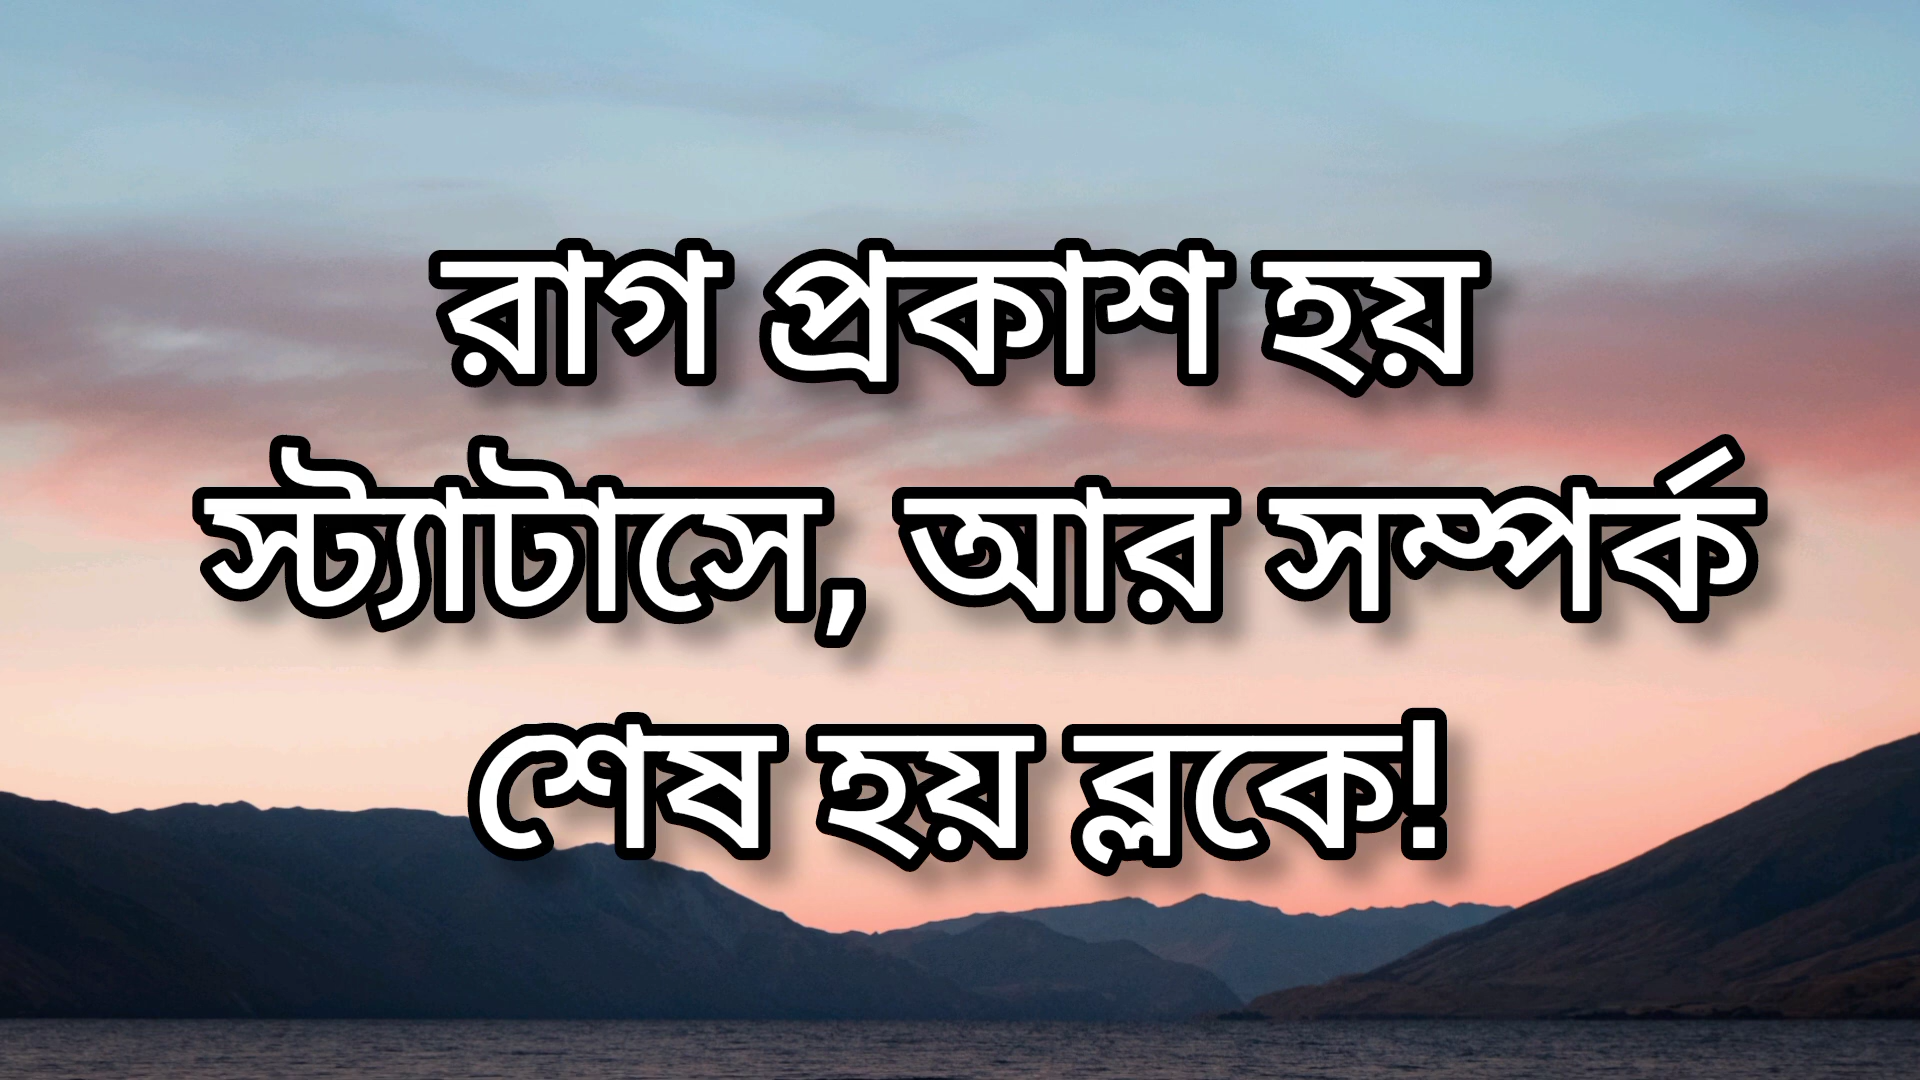 রাগ প্রকাশ হয়
স্ট্যাটাসে, আর সম্পর্ক
শেষ হয় ব্লকে!